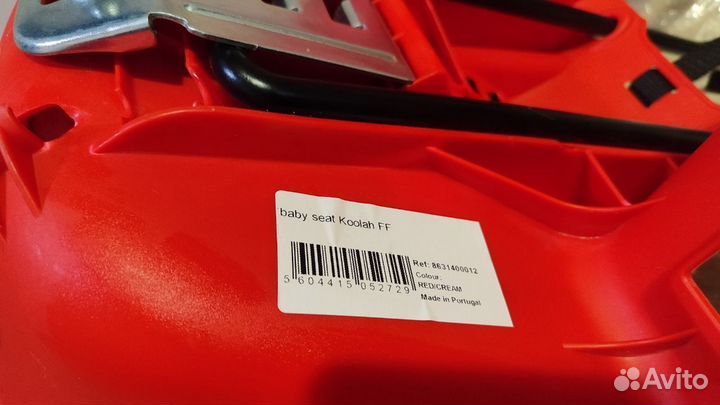 baby seat Koolah FF
Ref: 8631400012
Colour:
RED/CREAM
Made in Portugal
5 604415 052729
Avito